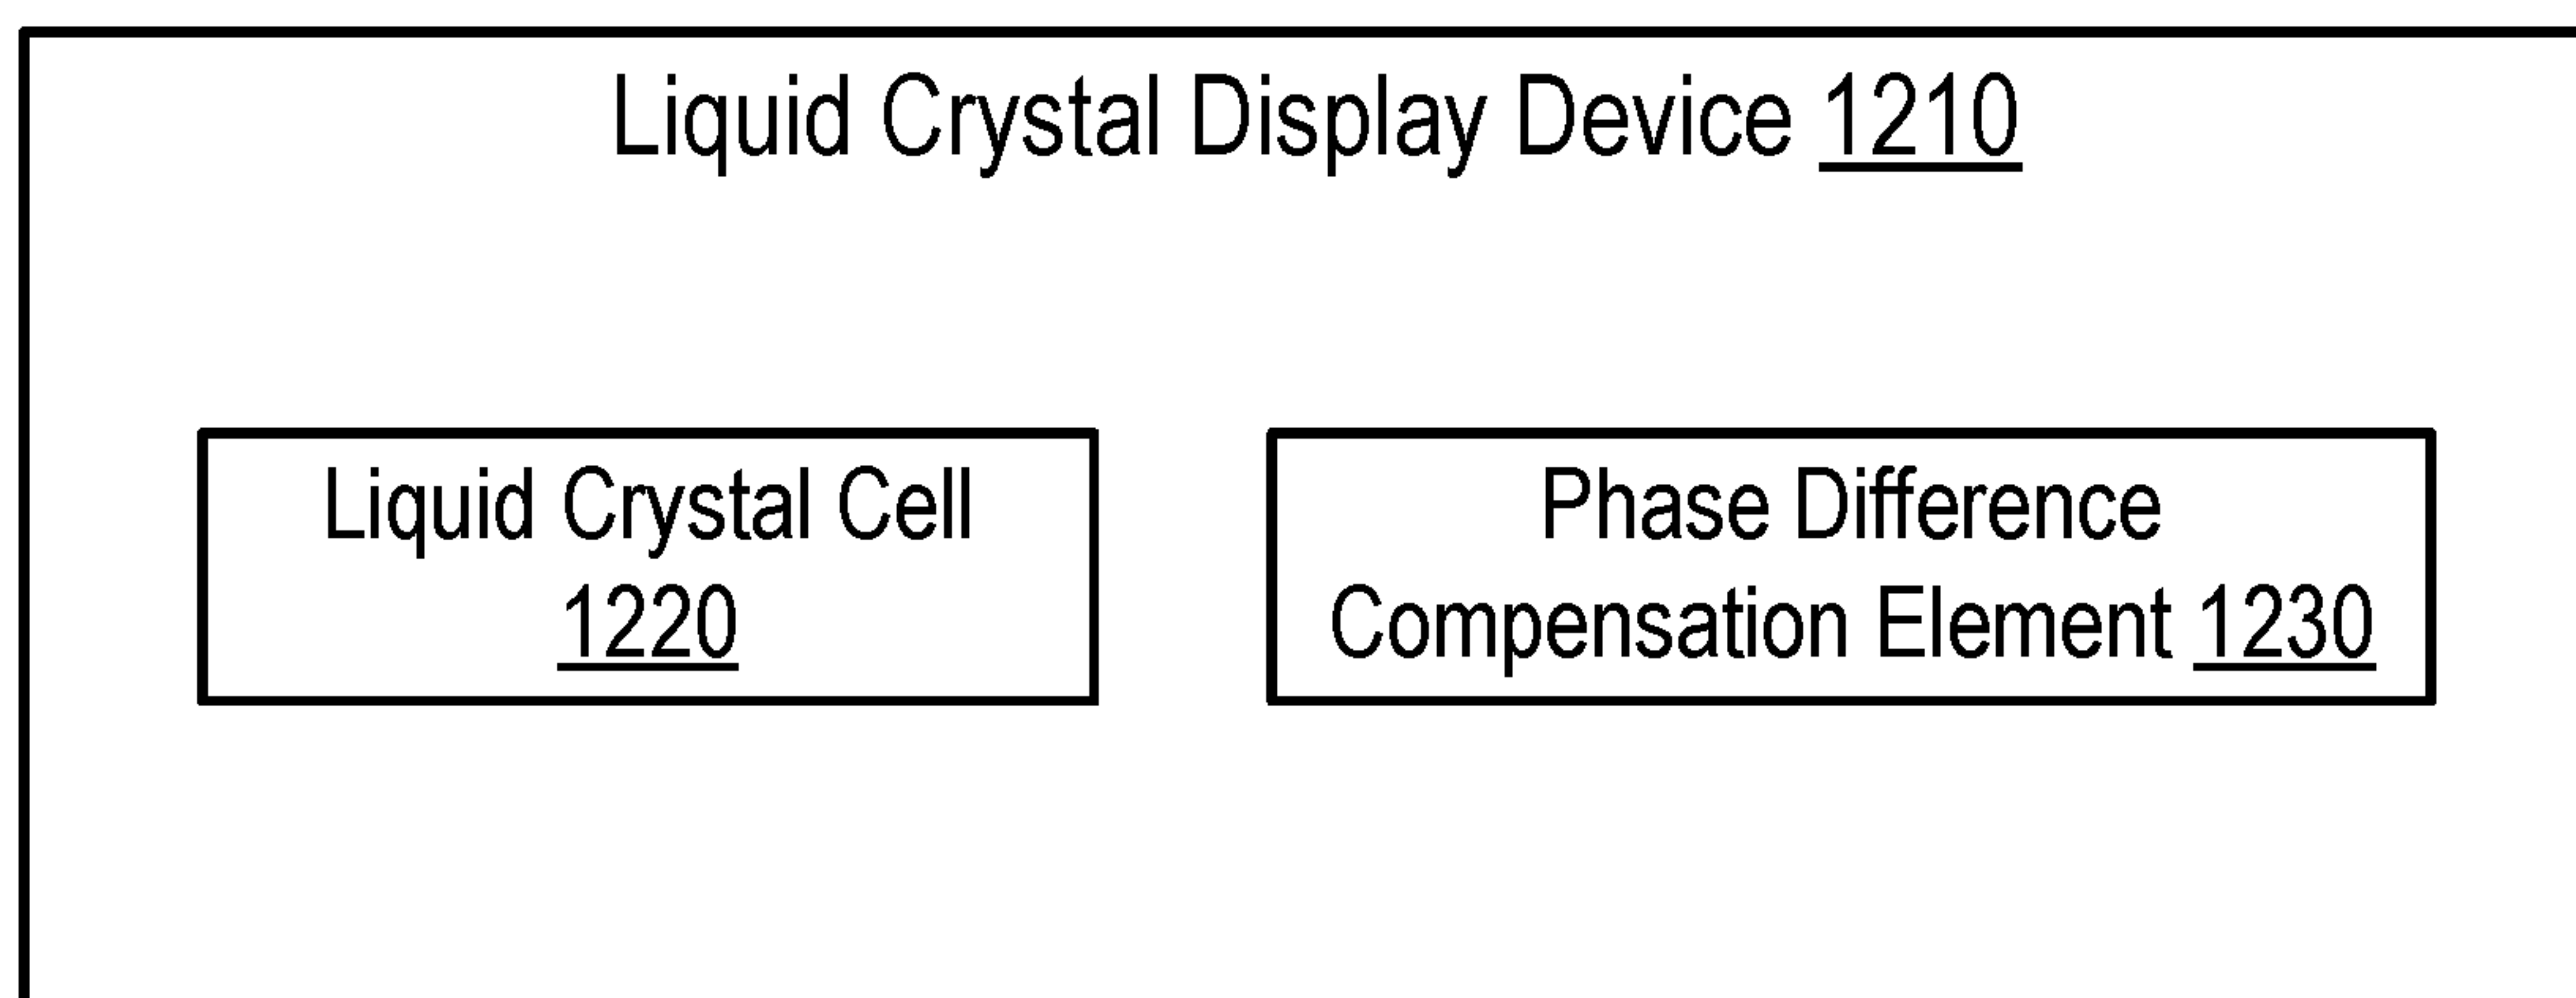 Liquid Crystal Display Device 1210
Liquid Crystal Cell
1220
Phase Difference
Compensation Element 1230